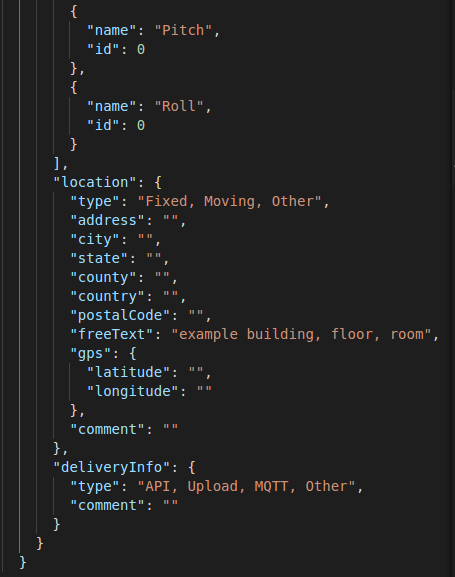 {
"name": "Pitch",
"id": 0
},
{
"name": "Roll",
"id": 0
}
],
"location": {
"type": "Fixed, Moving, Other",
"address": "",
"city": "",
"state": "",
"county": "",
"country": "",
"postalCode": "",
"freeText": "example building, floor, room",
"gps": {
"latitude": "",
"longitude": ""
},
"comment": ""
},
"deliveryInfo": {
"type": "API, Upload, MQTT, Other",
"comment": ""
}
}
}